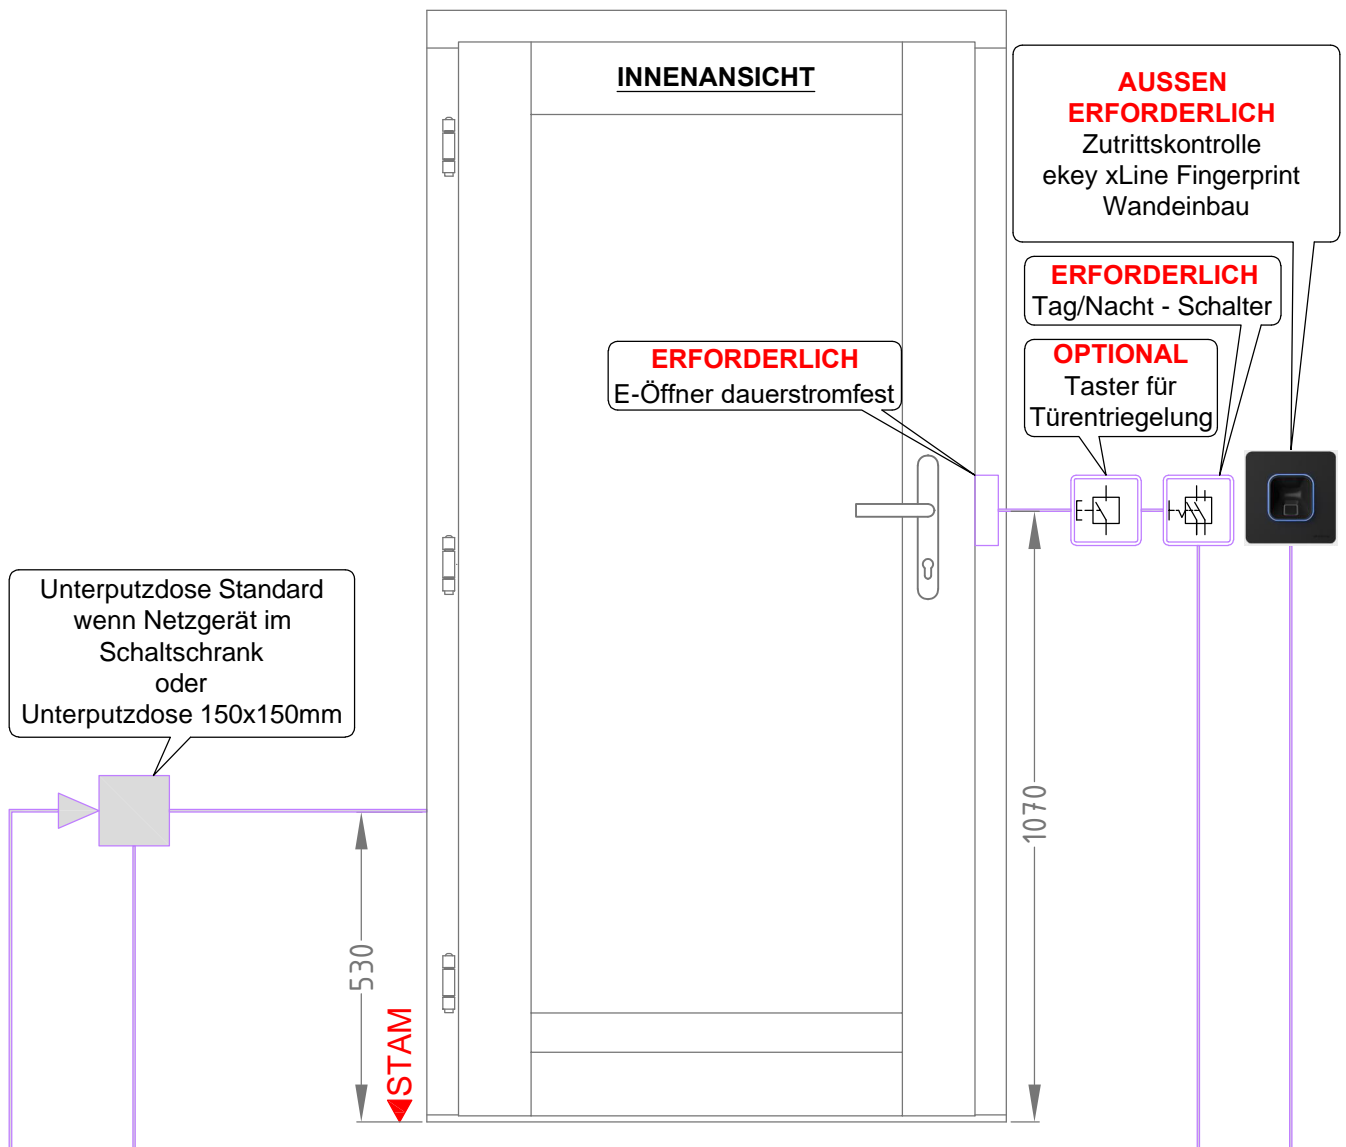 INNENANSICHT
AUSSEN
ERFORDERLICH
Zutrittskontrolle
ekey xLine Fingerprint
Wandeinbau
ERFORDERLICH
Tag/Nacht - Schalter
OPTIONAL
Taster für
Türentriegelung
ERFORDERLICH
E-Öffner dauerstromfest
Unterputzdose Standard
wenn Netzgerät im
Schaltschrank
oder
Unterputzdose 150x150mm
1070
530
STAM